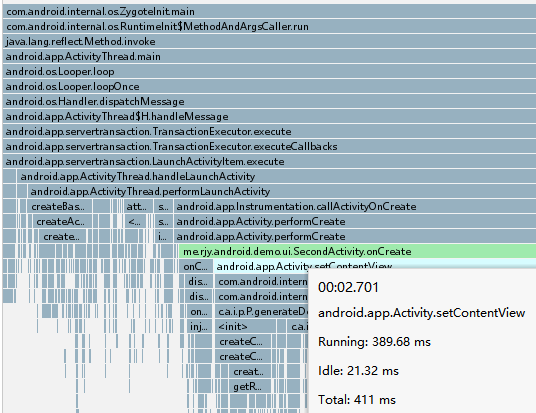 com.android.internal.os.ZygoteInit.main
com.android.internal.os.RuntimeInit$MethodAndArgsCaller.run
java.lang.reflect.Method.invoke
android.app.ActivityThread.main
android.os.Looper.loop
android.os.Looper.loopOnce
android.os.Handler.dispatchMessage
android.app.ActivityThread$H.handleMessage
android.app.servertransaction.TransactionExecutor.execute
android.app.servertransaction.TransactionExecutor.executeCallbacks
android.app.servertransaction.LaunchActivityItem.execute
android.app.ActivityThread.handleLaunchActivity
android.app.ActivityThread.performLaunchActivity
createBas... att... s... android.app.Instrumentation.callActivityOnCreate
createAc... <... s... android.app.Activity.performCreate
create... i... android.app.Activity.performCreate
me.rjy.android.demo.ui.SecondActivity.onCreate
onC... android.app.Activity.setContentView
dis... com.android.intern
dis... com.android.intern
on... c.a.i.p.P.generateD
inj... <init> c.a.i
createC...
createC...
creat...
getR...
00:02.701
android.app.Activity.setContentView
Running: 389.68 ms
Idle: 21.32 ms
Total: 411 ms